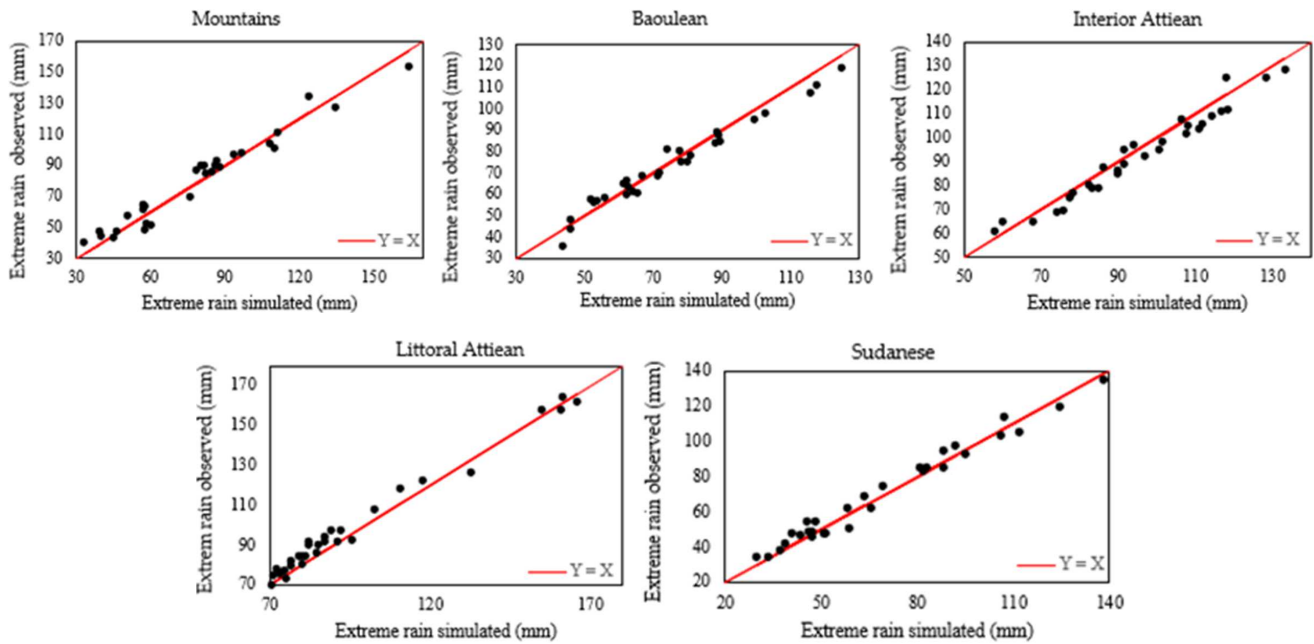 Mountains
Extreme rain observed (mm)
170
150
130
110
90
70
50
30
30 60 90 120 150
Extreme rain simulated (mm)
Y = X
Baoulean
Extreme rain observed (mm)
130
120
110
100
90
80
70
60
50
40
30
30 50 70 90 110 130
Extreme rain simulated (mm)
Y = X
Interior Attiean
Extrem rain observed (mm)
140
130
120
110
100
90
80
70
60
50
50 70 90 110 130
Extreme rain simulated (mm)
Y = X
Littoral Attiean
Extrem rain observed (mm)
170
150
130
110
90
70
70 120 170
Extreme rain simulated (mm)
Y = X
Sudanese
Extreme rain observed (mm)
140
120
100
80
60
40
20
20 50 80 110 140
Extreme rain simulated (mm)
Y = X